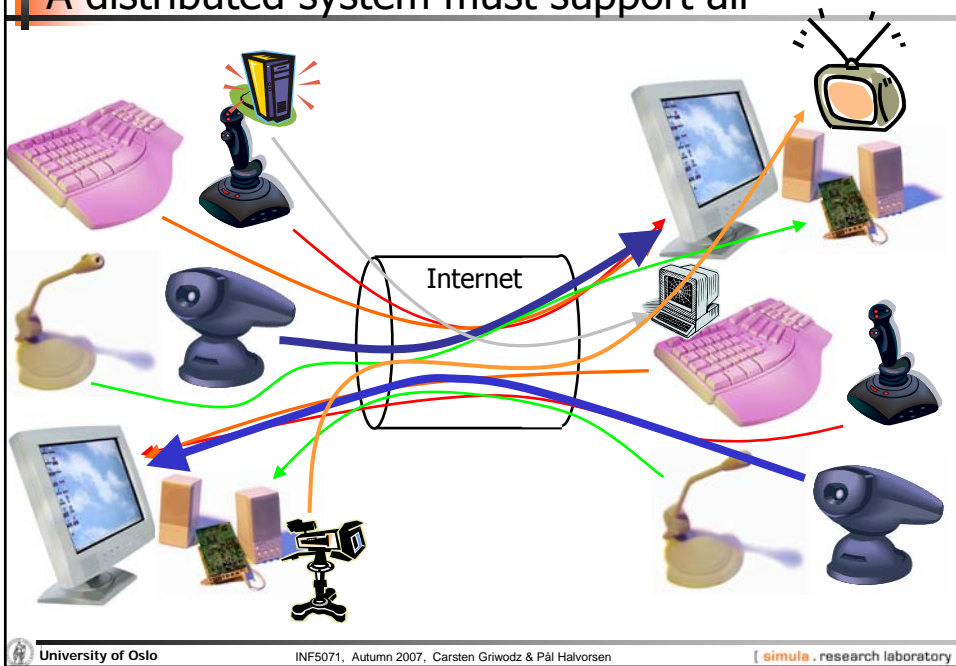 A distributed system must support all
Internet
University of Oslo
INF5071, Autumn 2007, Carsten Griwodz & Pål Halvorsen
[ simula . research laboratory